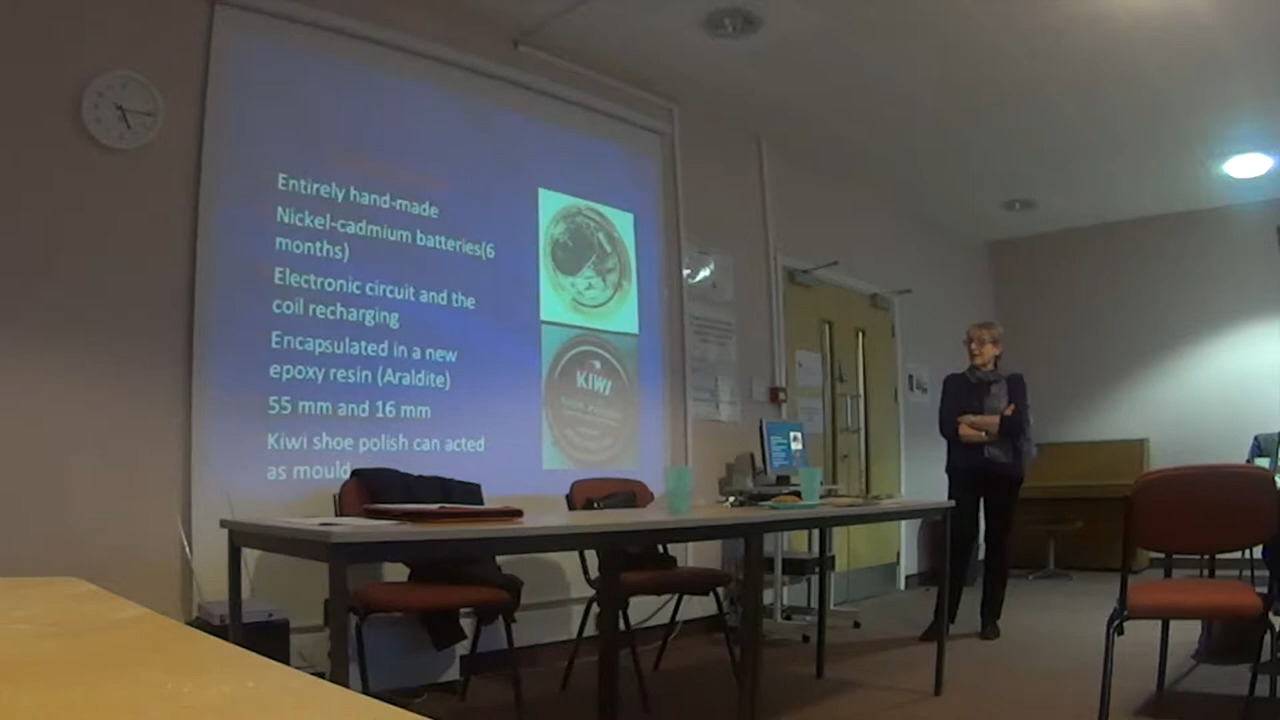 Entirely hand-made
Nickel-cadmium batteries(6
months)
Electronic circuit and the
coil recharging
Encapsulated in a new
epoxy resin (Araldite)
55 mm and 16 mm
Kiwi shoe polish can acted
as mould
KIWI